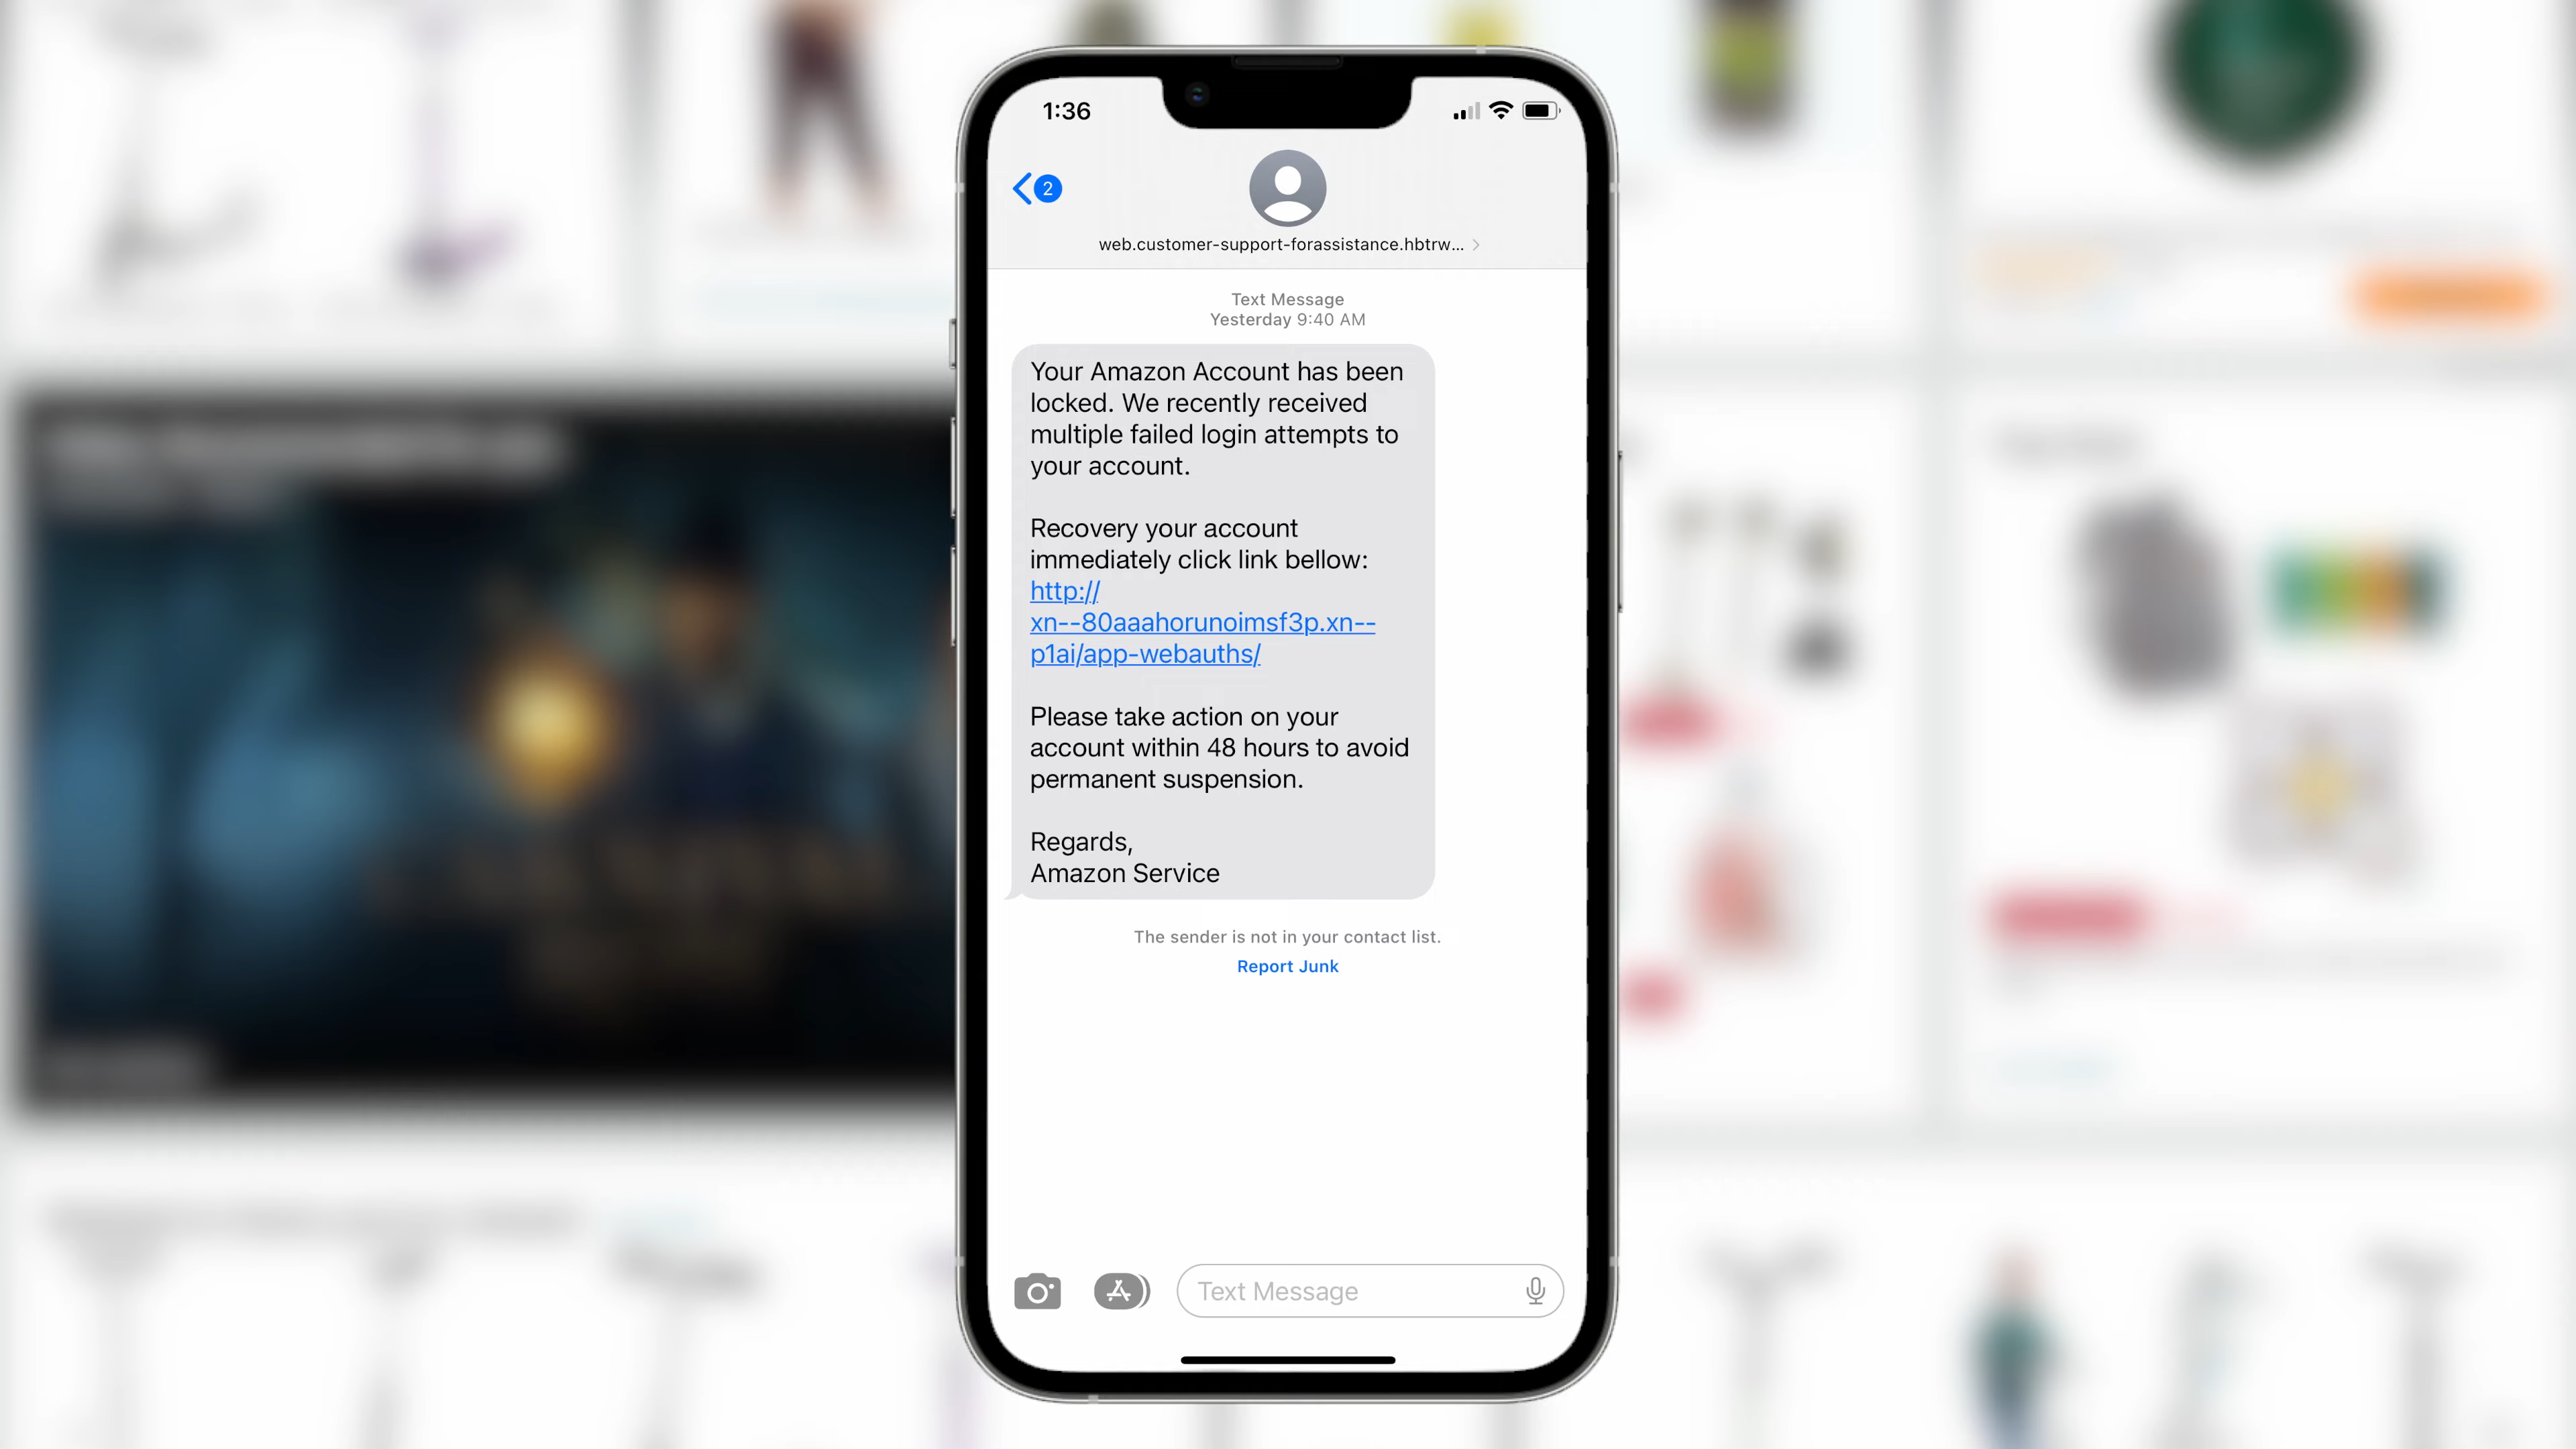 1:36
2
web.customer-support-forassistance.hbtrw...
Text Message
Yesterday 9:40 AM
Your Amazon Account has been
locked. We recently received
multiple failed login attempts to
your account.
Recovery your account
immediately click link bellow:
http://
xn--80aaahorunoimsf3p.xn--
p1ai/app-webauths/
Please take action on your
account within 48 hours to avoid
permanent suspension.
Regards,
Amazon Service
The sender is not in your contact list.
Report Junk
Text Message